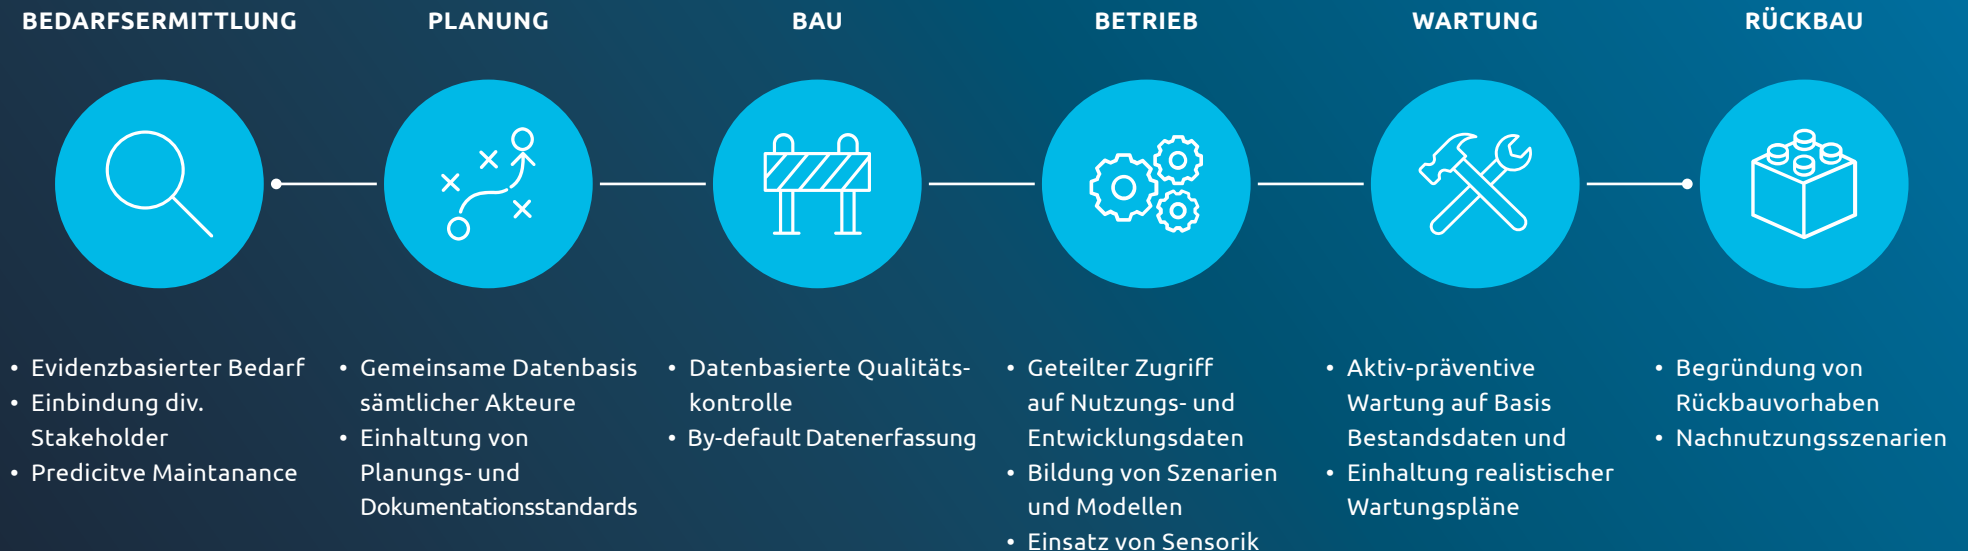 BEDARFSERMITTLUNG
PLANUNG
BAU
BETRIEB
WARTUNG
RÜCKBAU
• Evidenzbasierter Bedarf
• Einbindung div.
Stakeholder
• Predicitve Maintanance
• Gemeinsame Datenbasis
sämtlicher Akteure
• Einhaltung von
Planungs- und
Dokumentationsstandards
• Datenbasierte Qualitäts-
kontrolle
• By-default Datenerfassung
• Geteilter Zugriff
auf Nutzungs- und
Entwicklungsdaten
• Bildung von Szenarien
und Modellen
• Einsatz von Sensorik
• Aktiv-präventive
Wartung auf Basis
Bestandsdaten und
• Einhaltung realistischer
Wartungspläne
• Begründung von
Rückbauvorhaben
• Nachnutzungsszenarien